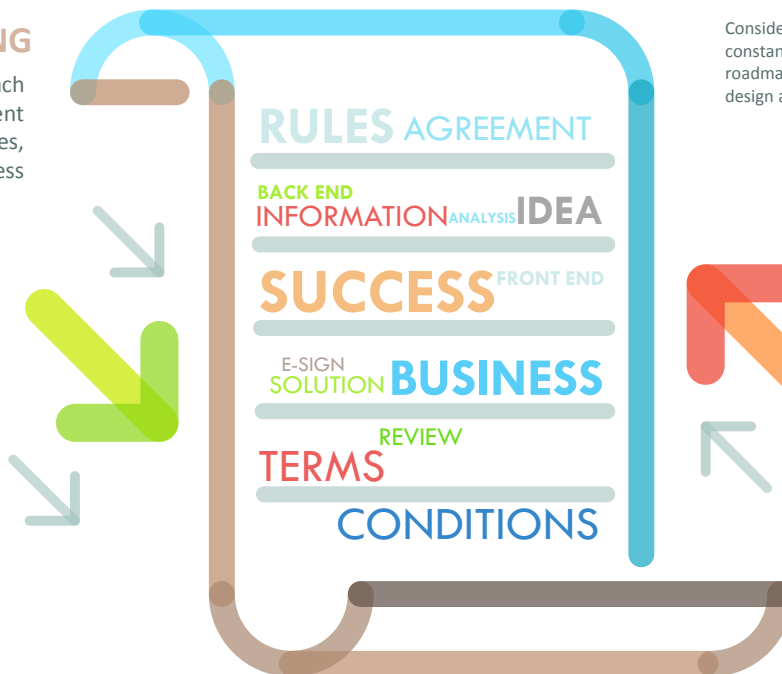 NG
ach
ent
es,
ess
Conside
constan
roadma
design a
RULES AGREEMENT
BACK END
INFORMATION ANALYSIS IDEA
SUCCESS FRONT END
E-SIGN
SOLUTION BUSINESS
REVIEW
TERMS
CONDITIONS